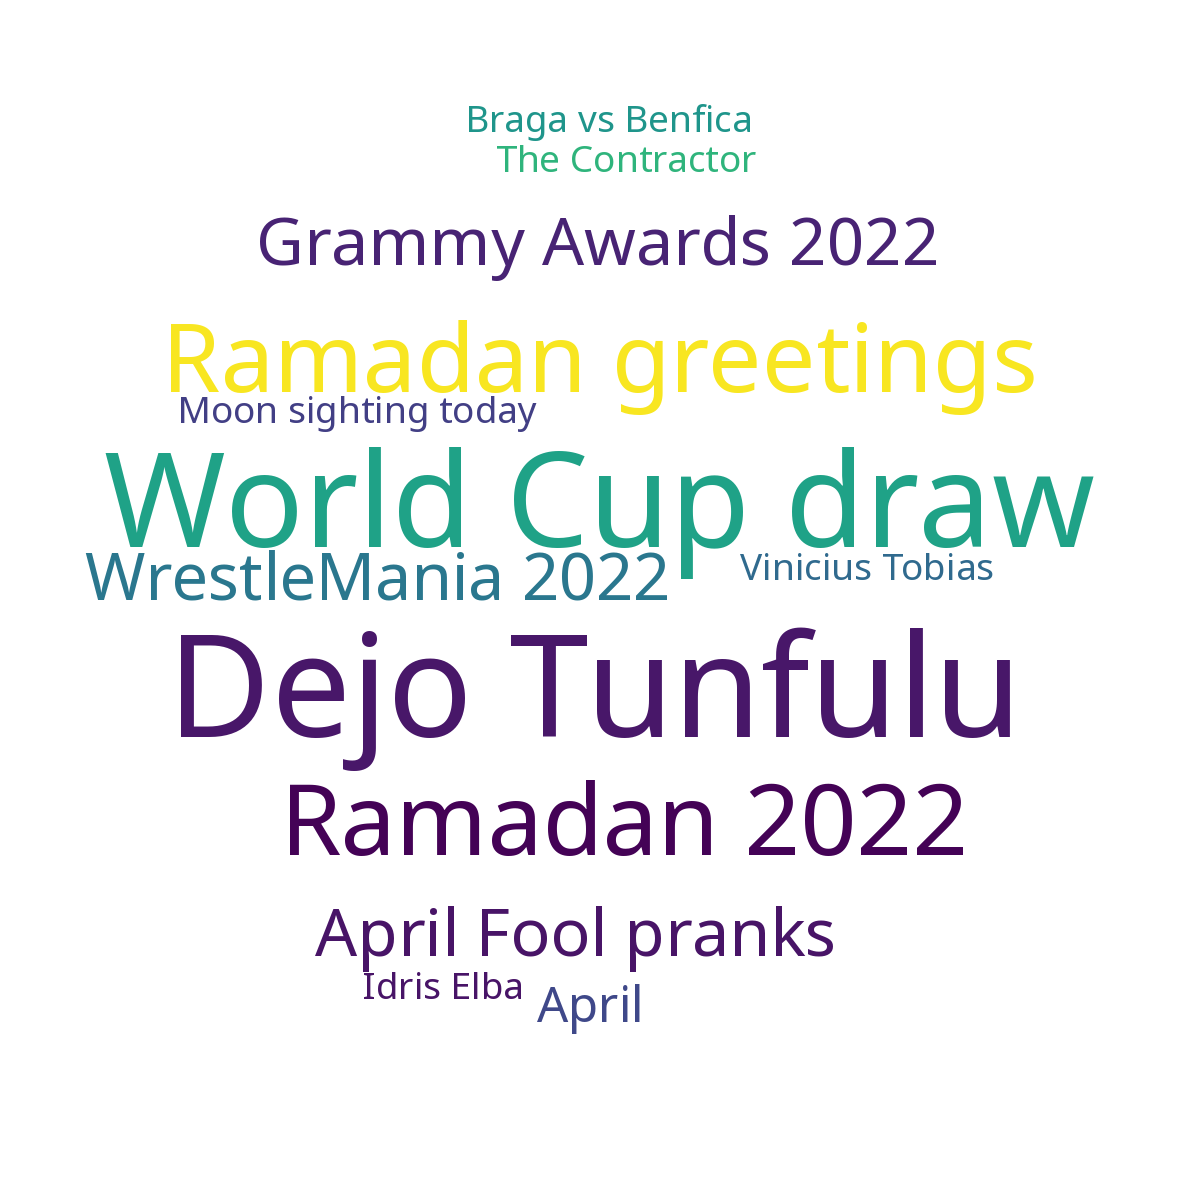 Braga vs Benfica
The Contractor
Grammy Awards 2022
Ramadan greetings
Moon sighting today
World Cup draw
WrestleMania 2022
Vinicius Tobias
Dejo Tunfulu
Ramadan 2022
April Fool pranks
Idris Elba
April